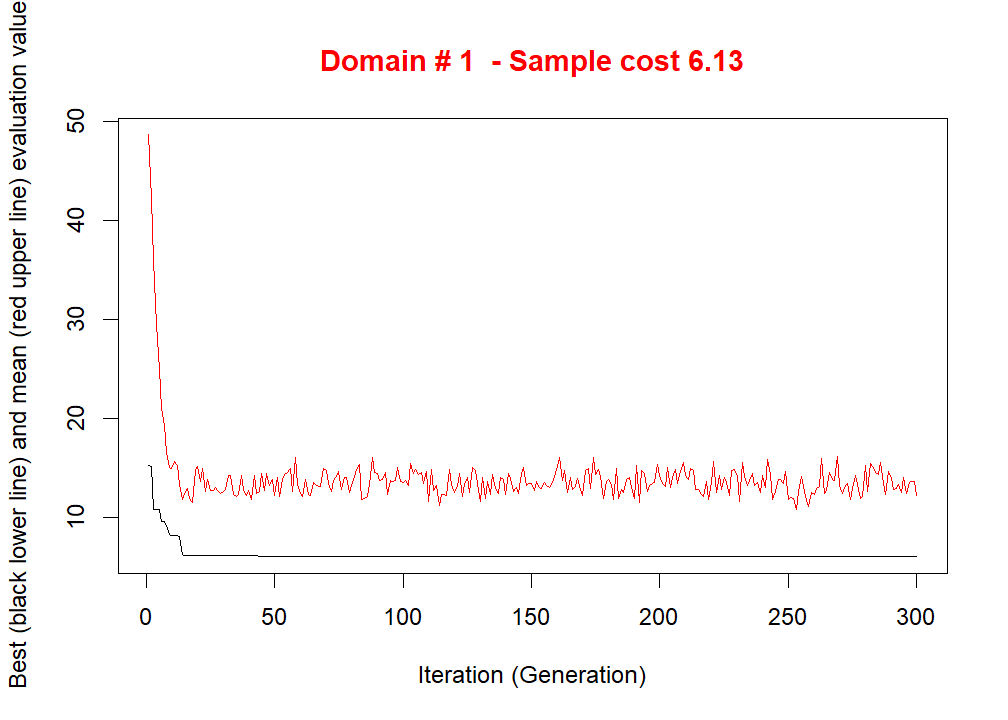 Domain # 1  - Sample cost 6.13
Best (black lower line) and mean (red upper line) evaluation value
50
40
30
20
10
0 50 100 150 200 250 300
Iteration (Generation)